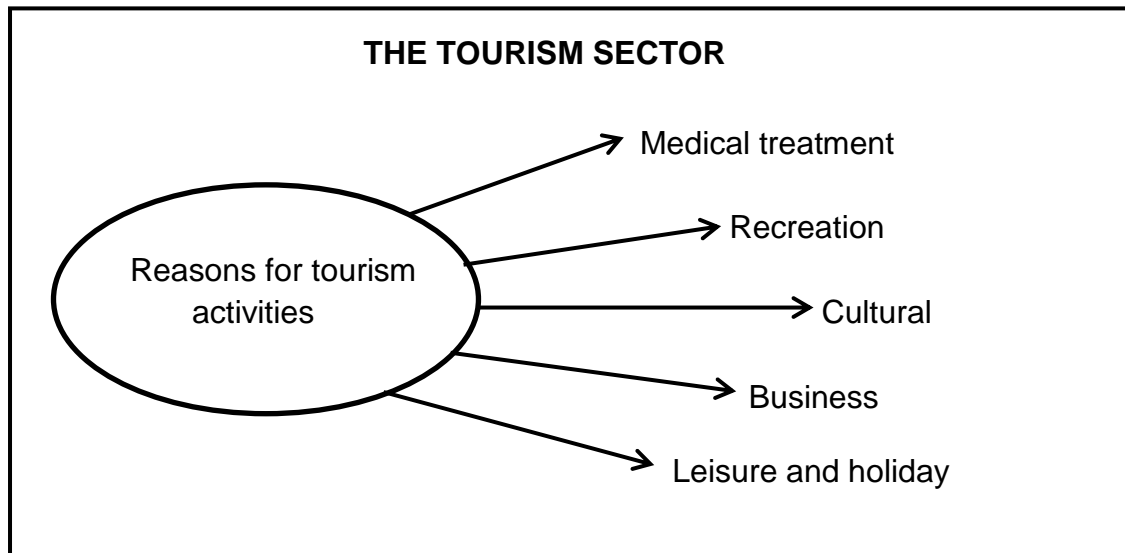 THE TOURISM SECTOR
Medical treatment
Recreation
Reasons for tourism
activities
Cultural
Business
Leisure and holiday